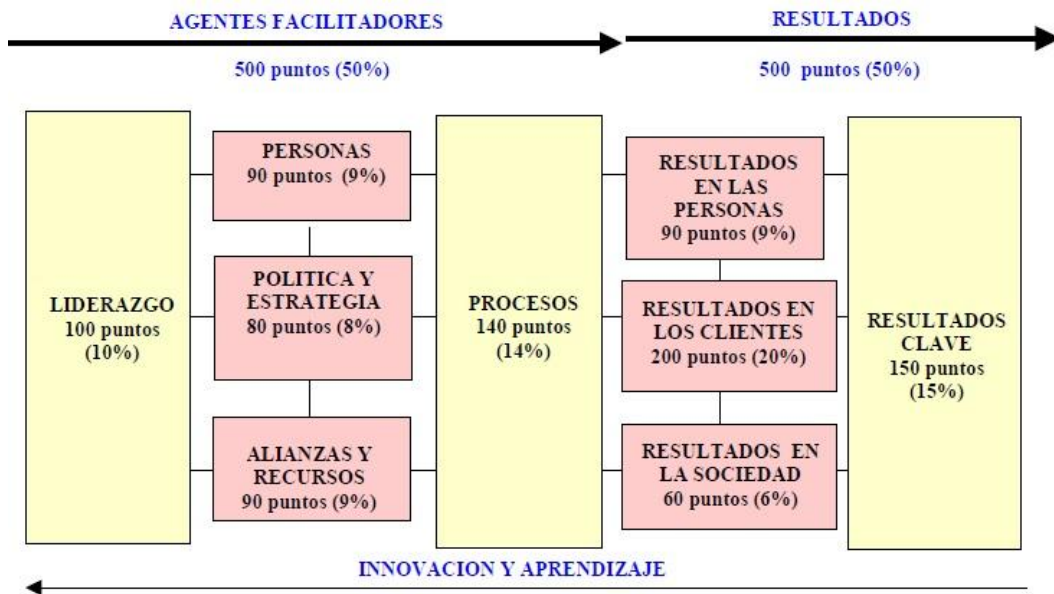 AGENTES FACILITADORES
RESULTADOS
500 puntos (50%)
500 puntos (50%)
LIDERAZGO
100 puntos
(10%)
PERSONAS
90 puntos (9%)
POLITICA Y
ESTRATEGIA
80 puntos (8%)
ALIANZAS Y
RECURSOS
90 puntos (9%)
PROCESOS
140 puntos
(14%)
RESULTADOS
EN LAS
PERSONAS
90 puntos (9%)
RESULTADOS EN
LOS CLIENTES
200 puntos (20%)
RESULTADOS EN
LA SOCIEDAD
60 puntos (6%)
RESULTADOS
CLAVE
150 puntos
(15%)
INNOVACION Y APRENDIZAJE